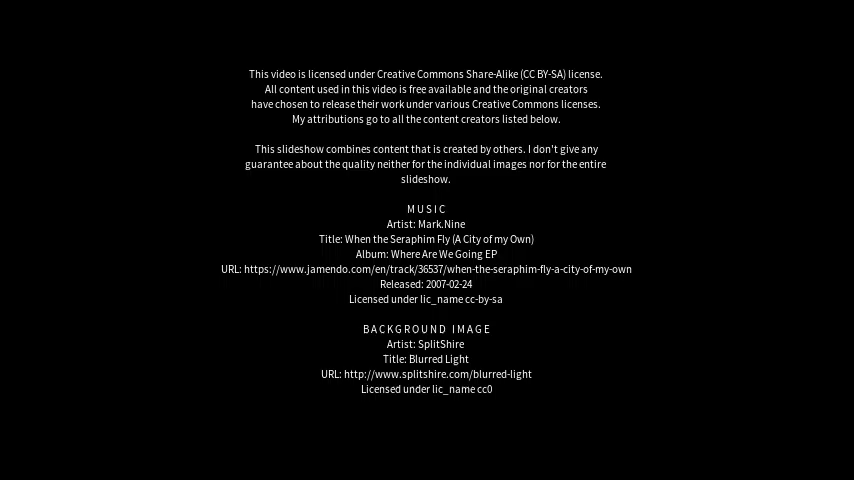 This video is licensed under Creative Commons Share-Alike (CC BY-SA) license.
All content used in this video is free available and the original creators
have chosen to release their work under various Creative Commons licenses.
My attributions go to all the content creators listed below.
This slideshow combines content that is created by others. I don't give any
guarantee about the quality neither for the individual images nor for the entire
slideshow.
MUSIC
Artist: Mark.Nine
Title: When the Seraphim Fly (A City of my Own)
Album: Where Are We Going EP
URL: https://www.jamendo.com/en/track/36537/when-the-seraphim-fly-a-city-of-my-own
Released: 2007-02-24
Licensed under lic_name cc-by-sa
BACKGROUND IMAGE
Artist: SplitShire
Title: Blurred Light
URL: http://www.splitshire.com/blurred-light
Licensed under lic_name cc0